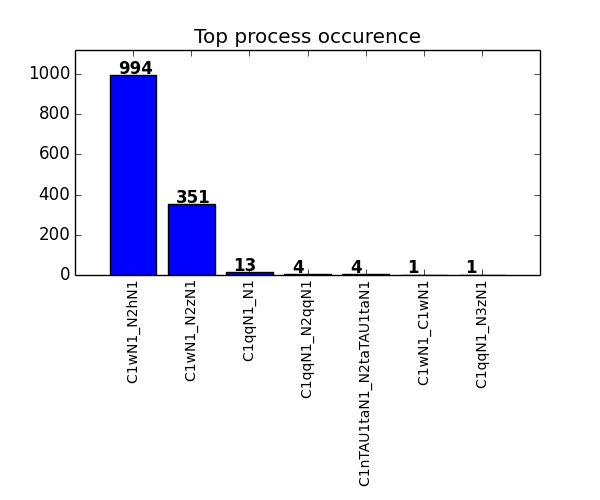 Top process occurence
1000
800
600
400
200
0
994
351
13
4
4
1
1
C1wN1_N2hN1
C1wN1_N2zN1
C1qqN1_N1
C1qqN1_N2qqN1
C1nTAU1taN1_N2taTAU1taN1
C1wN1_C1wN1
C1qqN1_N3zN1